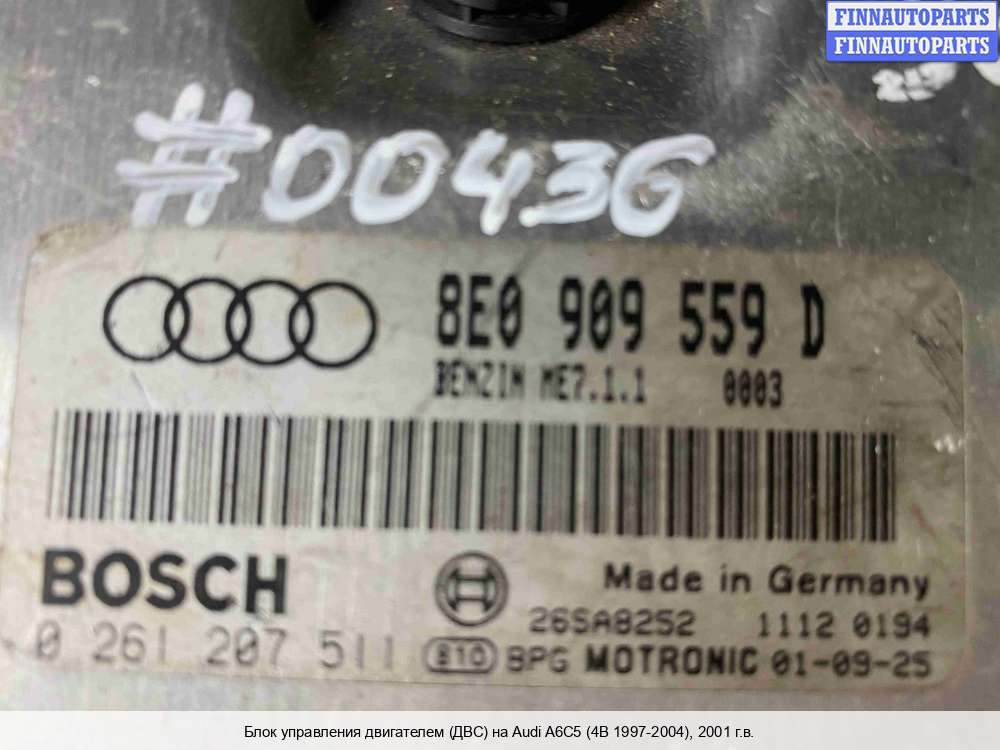 FINNAUTOPARTS
FINNAUTOPARTS
#00436
8E0 909 559 D
BENZIN ME7.1.1 0003
BOSCH
Made in Germany
26SA8252 1112 0194
0 261 207 511 810 BPG MOTRONIC 01-09-25
Блок управления двигателем (ДВС) на Audi A6C5 (4B 1997-2004), 2001 г.в.